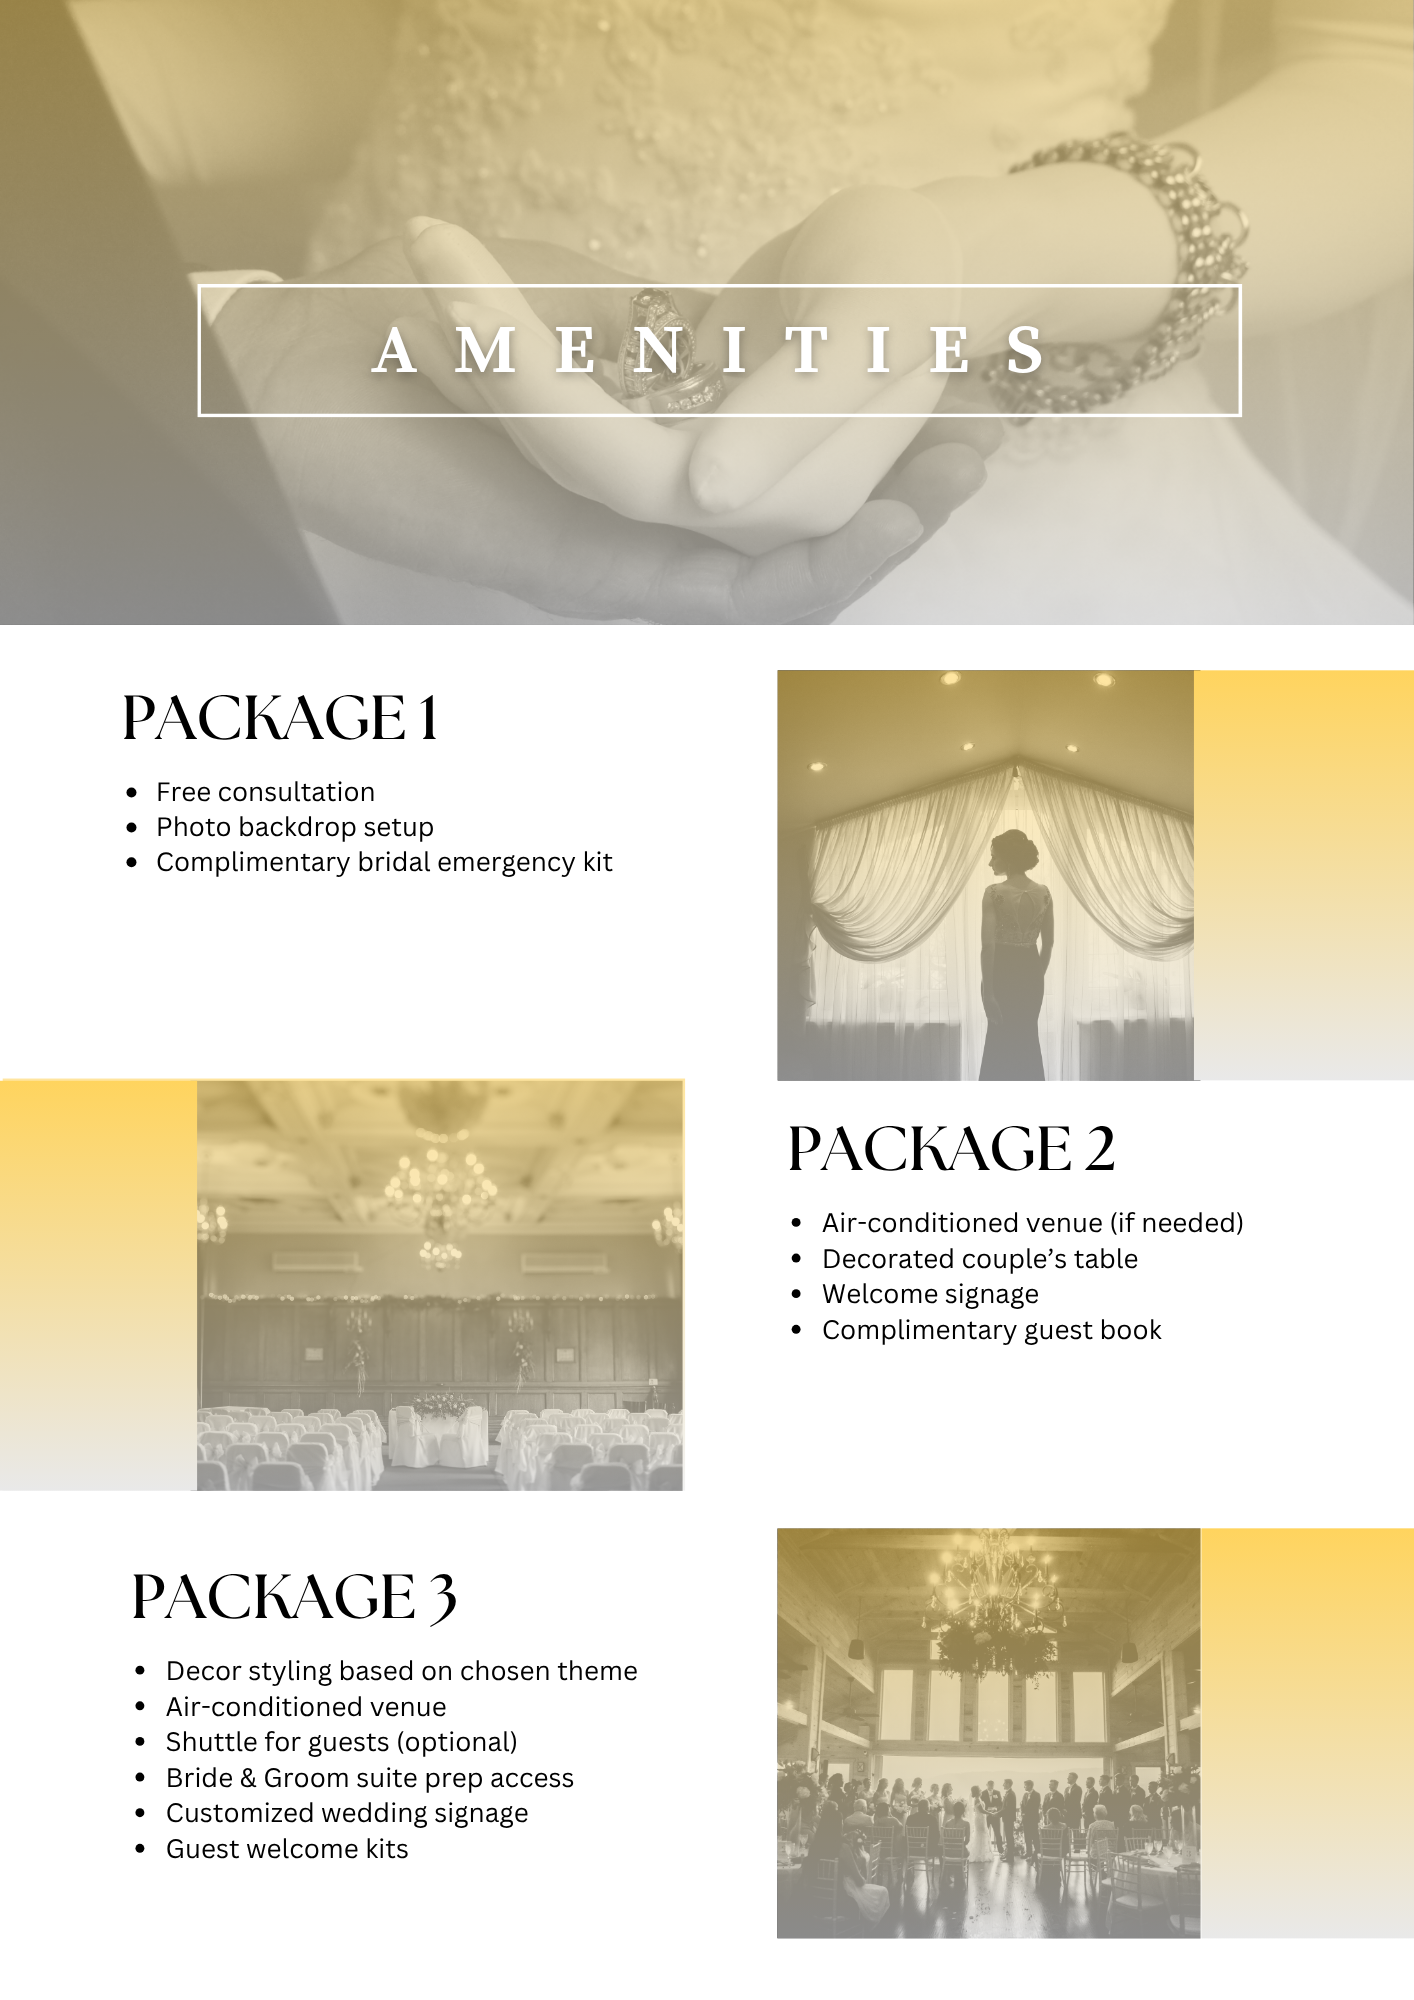 AMENITIES
PACKAGE 1
• Free consultation
• Photo backdrop setup
• Complimentary bridal emergency kit
PACKAGE 2
• Air-conditioned venue (if needed)
• Decorated couple’s table
• Welcome signage
• Complimentary guest book
PACKAGE 3
• Decor styling based on chosen theme
• Air-conditioned venue
• Shuttle for guests (optional)
• Bride & Groom suite prep access
• Customized wedding signage
• Guest welcome kits